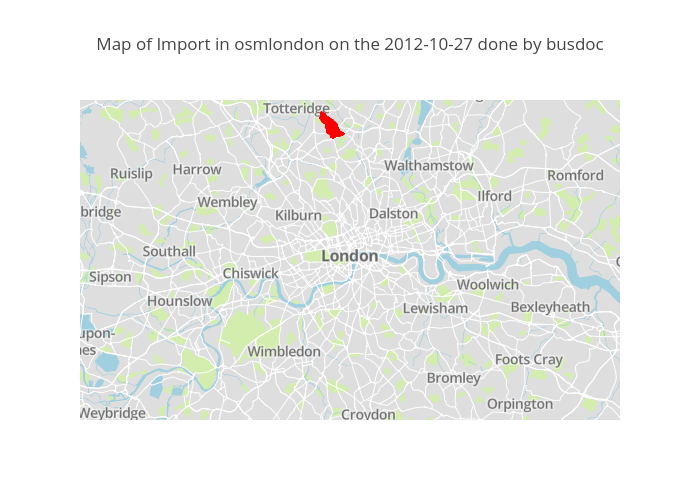 Map of Import in osmlondon on the 2012-10-27 done by busdoc
Totteridge
Walthamstow
Ruislip
Harrow
Romford
Wembley
Ilford
bridge
Kilburn
Dalston
Southall
London
Sipson
Chiswick
Woolwich
Hounslow
Lewisham
Bexleyheath
upon-
nes
Wimbledon
Foots Cray
Bromley
Orpington
Weybridge
Croydon